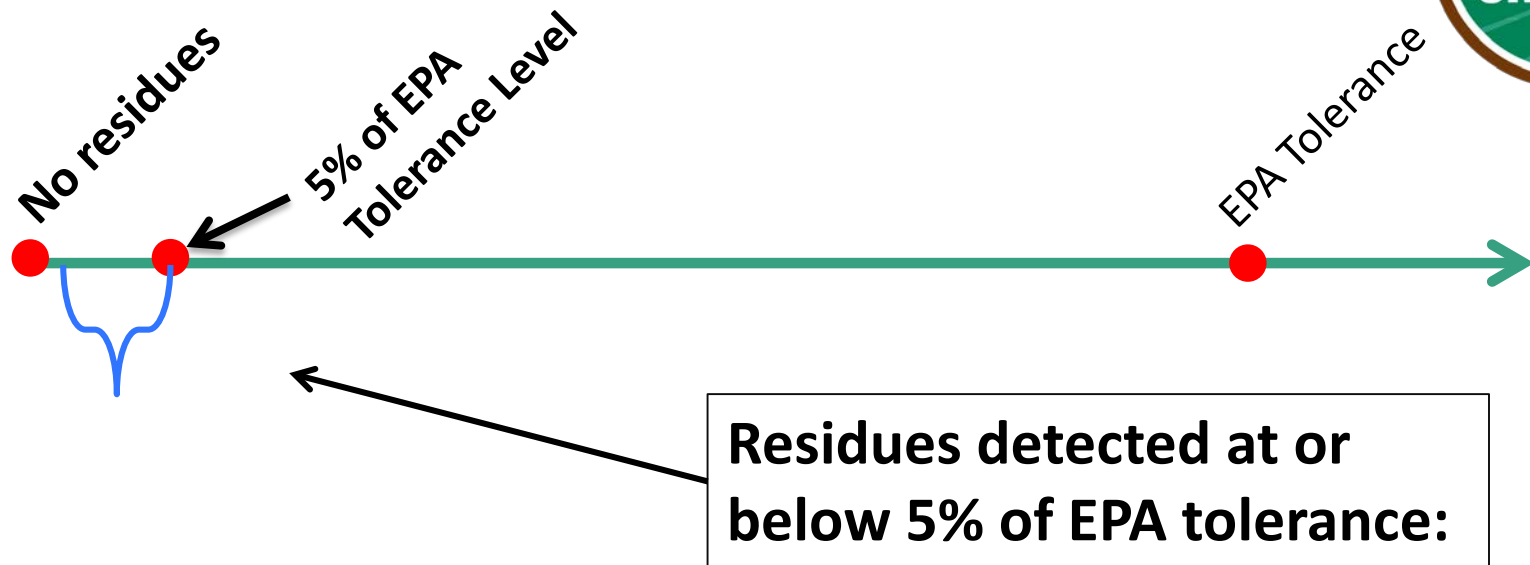 No residues
5% of EPA
Tolerance Level
EPA Tolerance
Residues detected at or
below 5% of EPA tolerance: